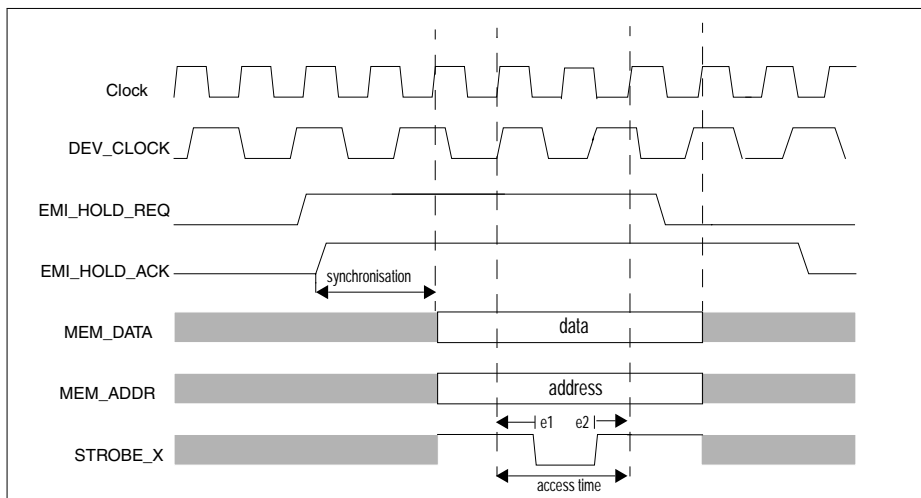 Clock
DEV_CLOCK
EMI_HOLD_REQ
EMI_HOLD_ACK
synchronisation
MEM_DATA
data
MEM_ADDR
address
e1
e2
STROBE_X
access time